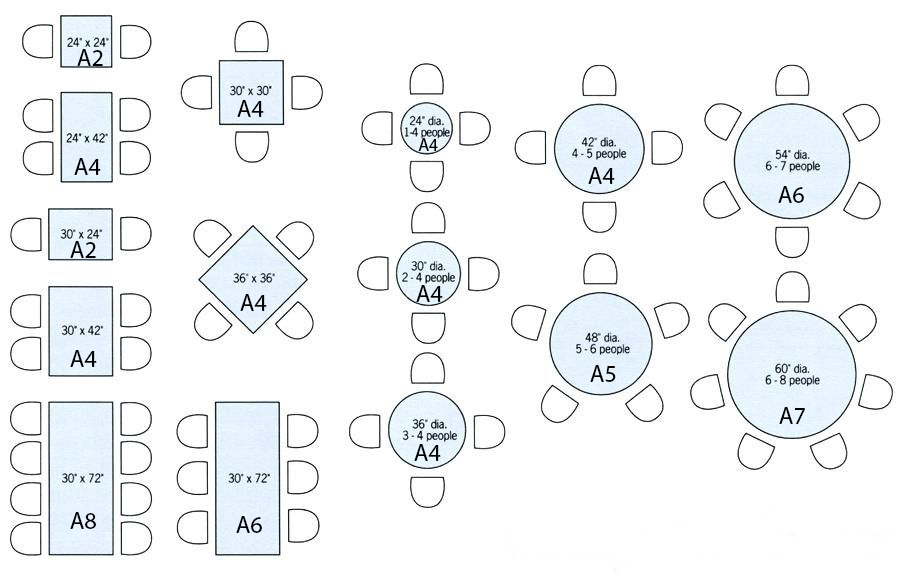 24" x 24"
A2
24" x 42"
A4
30" x 24"
A2
30" x 42"
A4
30" x 72"
A8
30" x 30"
A4
36" x 36"
A4
30" x 72"
A6
24" dia.
1-4 people
A4
30" dia.
2 - 4 people
A4
36" dia.
3 - 4 people
A4
42" dia.
4 - 5 people
A4
48" dia.
5 - 6 people
A5
54" dia.
6 - 7 people
A6
60" dia.
6 - 8 people
A7